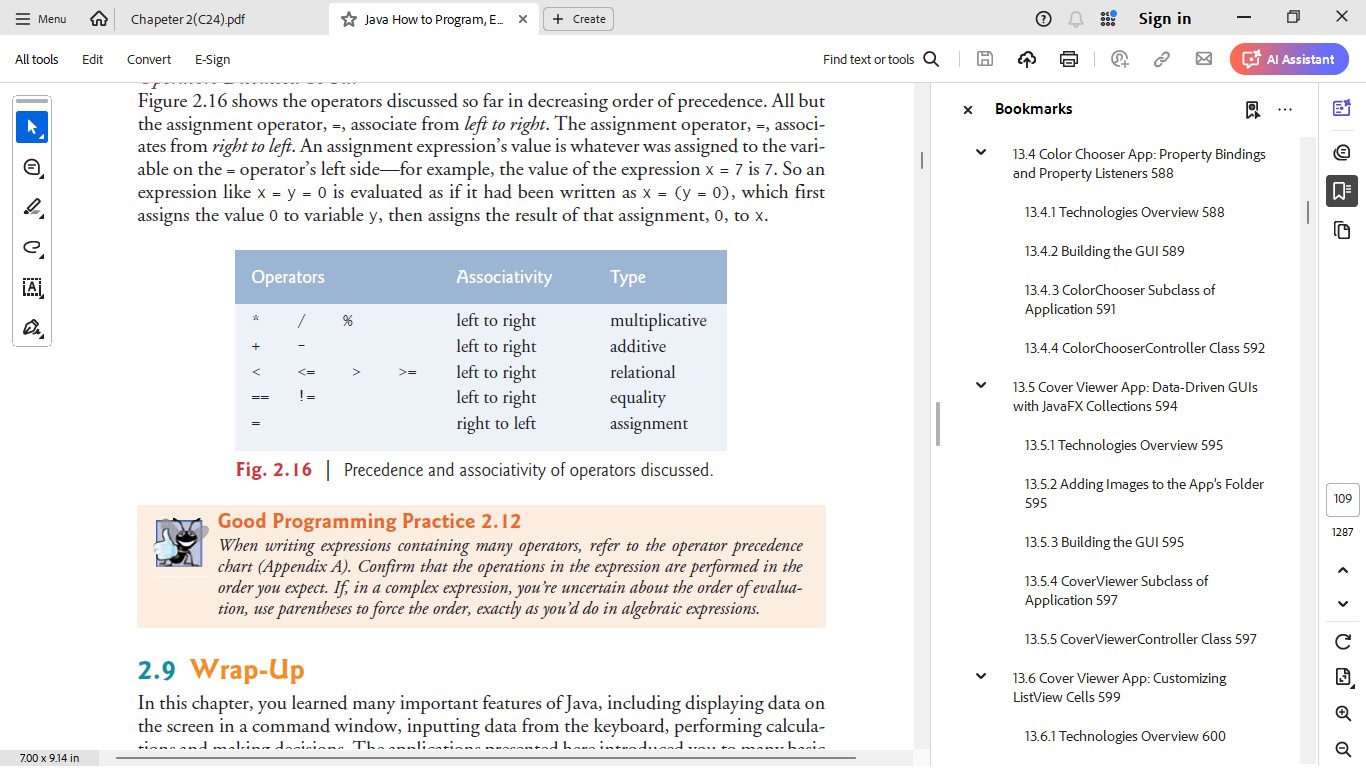 Menu
Chapeter 2(C24).pdf
Java How to Program, E...
Create
Sign in
All tools
Edit
Convert
E-Sign
Find text or tools
AI Assistant
Figure 2.16 shows the operators discussed so far in decreasing order of precedence. All but
the assignment operator, =, associate from left to right. The assignment operator, =, associ-
ates from right to left. An assignment expression's value is whatever was assigned to the vari-
able on the = operator's left side—for example, the value of the expression x = 7 is 7. So an
expression like x = y = 0 is evaluated as if it had been written as x = (y = 0), which first
assigns the value 0 to variable y, then assigns the result of that assignment, 0, to x.
Operators Associativity Type
* / % left to right multiplicative
+ - left to right additive
< <= > >= left to right relational
== != left to right equality
= right to left assignment
Fig. 2.16 | Precedence and associativity of operators discussed.
Good Programming Practice 2.12
When writing expressions containing many operators, refer to the operator precedence
chart (Appendix A). Confirm that the operations in the expression are performed in the
order you expect. If, in a complex expression, you're uncertain about the order of evalua-
tion, use parentheses to force the order, exactly as you'd do in algebraic expressions.
2.9 Wrap-Up
In this chapter, you learned many important features of Java, including displaying data on
the screen in a command window, inputting data from the keyboard, performing calcula-
tions and making decisions. The applications presented here introduced you to many basic
7.00 x 9.14 in
Bookmarks
13.4 Color Chooser App: Property Bindings
and Property Listeners 588
13.4.1 Technologies Overview 588
13.4.2 Building the GUI 589
13.4.3 ColorChooser Subclass of
Application 591
13.4.4 ColorChooserController Class 592
13.5 Cover Viewer App: Data-Driven GUIs
with JavaFX Collections 594
13.5.1 Technologies Overview 595
13.5.2 Adding Images to the App's Folder
595
13.5.3 Building the GUI 595
13.5.4 CoverViewer Subclass of
Application 597
13.5.5 CoverViewerController Class 597
13.6 Cover Viewer App: Customizing
ListView Cells 599
13.6.1 Technologies Overview 600
109
1287